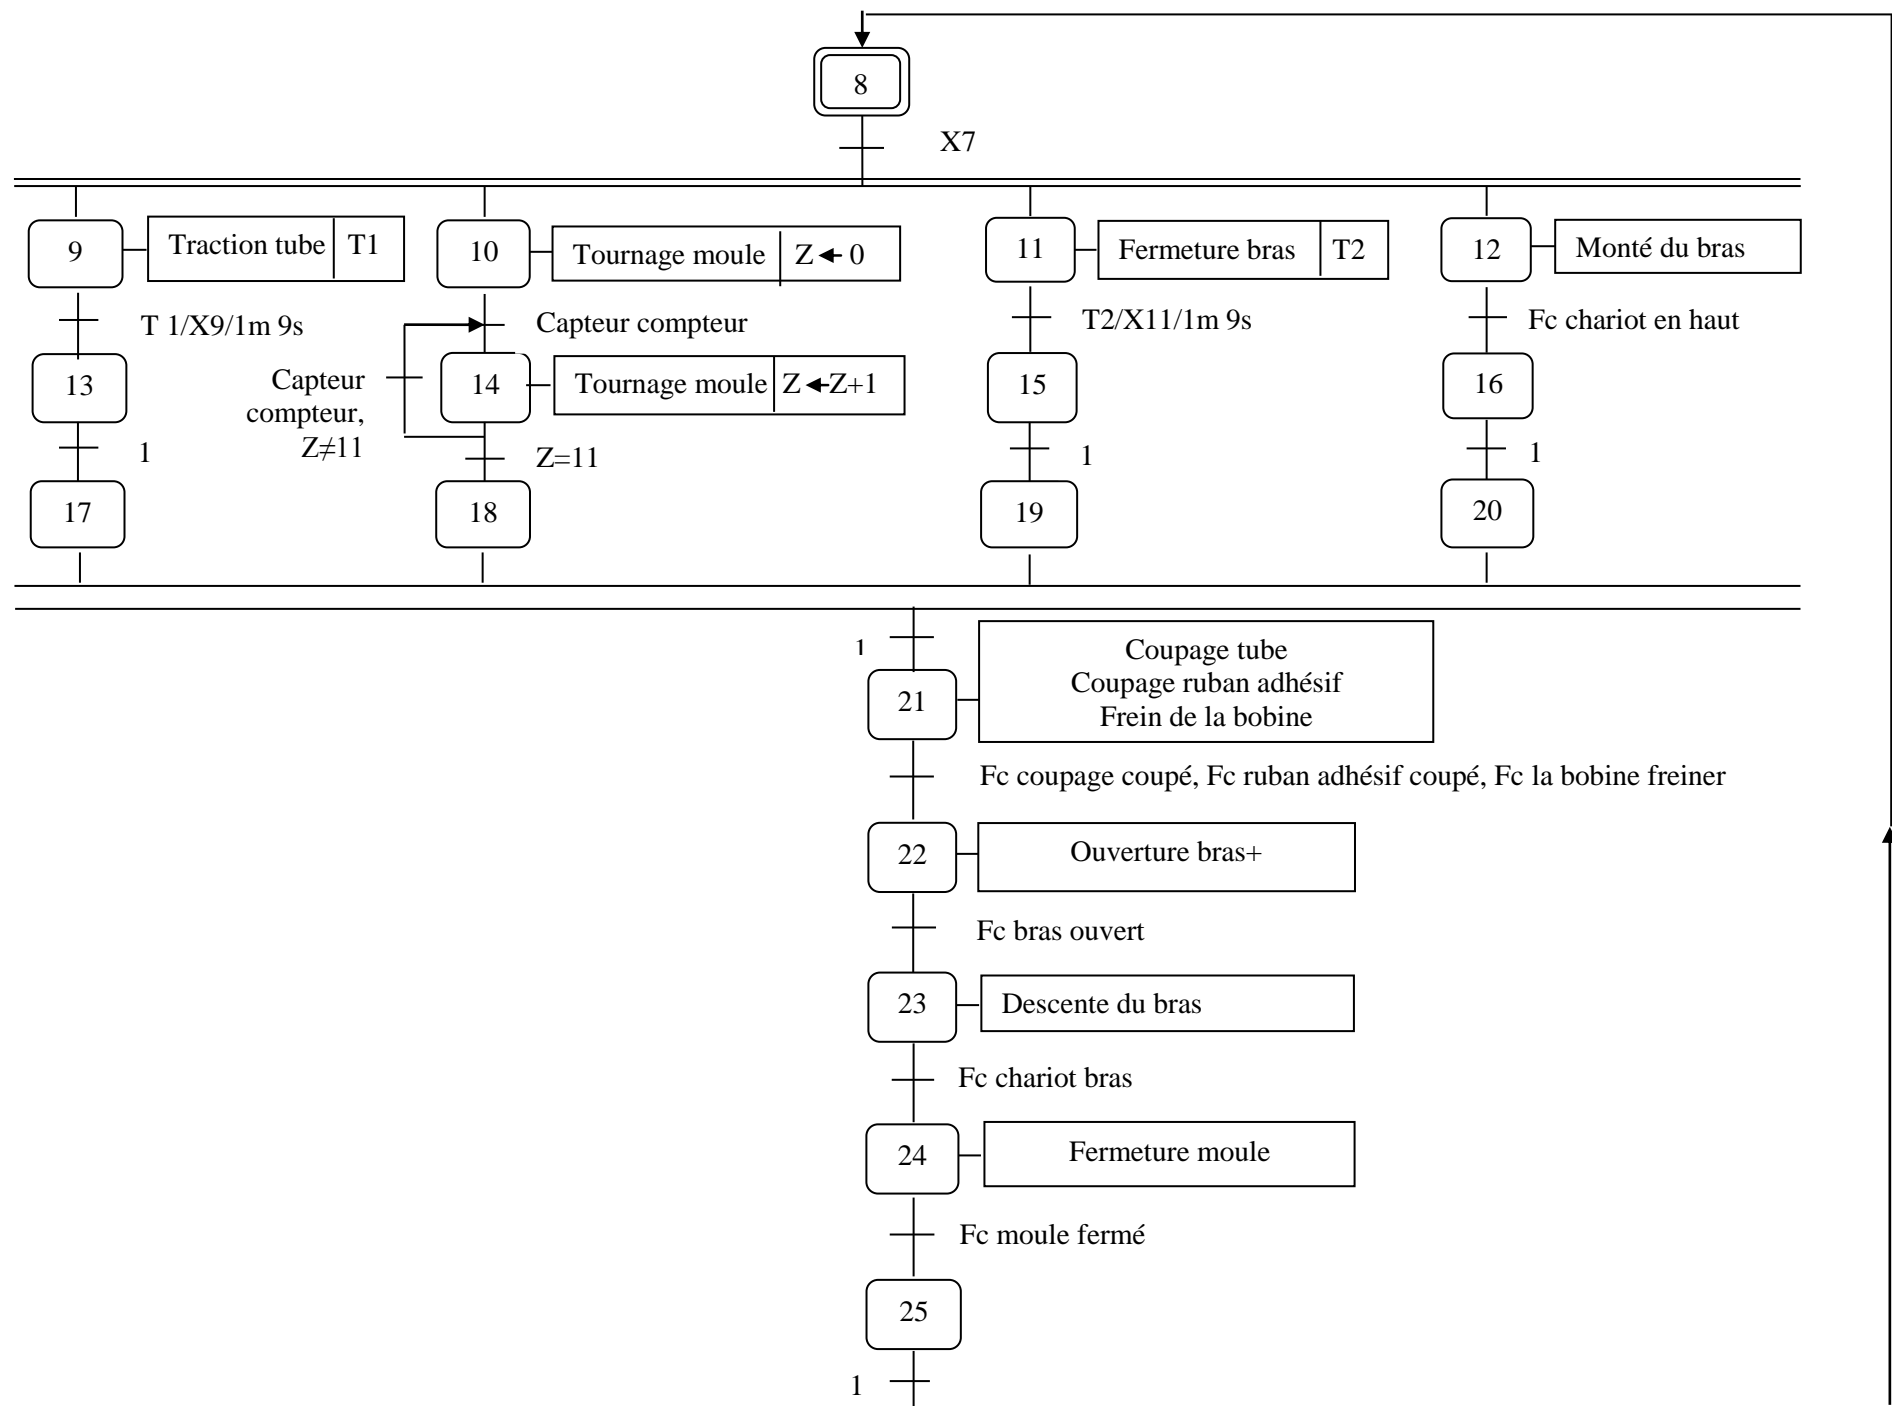 8
X7
9
Traction tube T1
10
Tournage moule Z ← 0
11
Fermeture bras T2
12
Monté du bras
T 1/X9/1m 9s
Capteur compteur
T2/X11/1m 9s
Fc chariot en haut
13
Capteur
compteur,
Z≠11
14
Tournage moule Z←Z+1
15
16
1
Z=11
1
1
17
18
19
20
1
21
Coupage tube
Coupage ruban adhésif
Frein de la bobine
Fc coupage coupé, Fc ruban adhésif coupé, Fc la bobine freiner
22
Ouverture bras+
Fc bras ouvert
23
Descente du bras
Fc chariot bras
24
Fermeture moule
Fc moule fermé
25
1